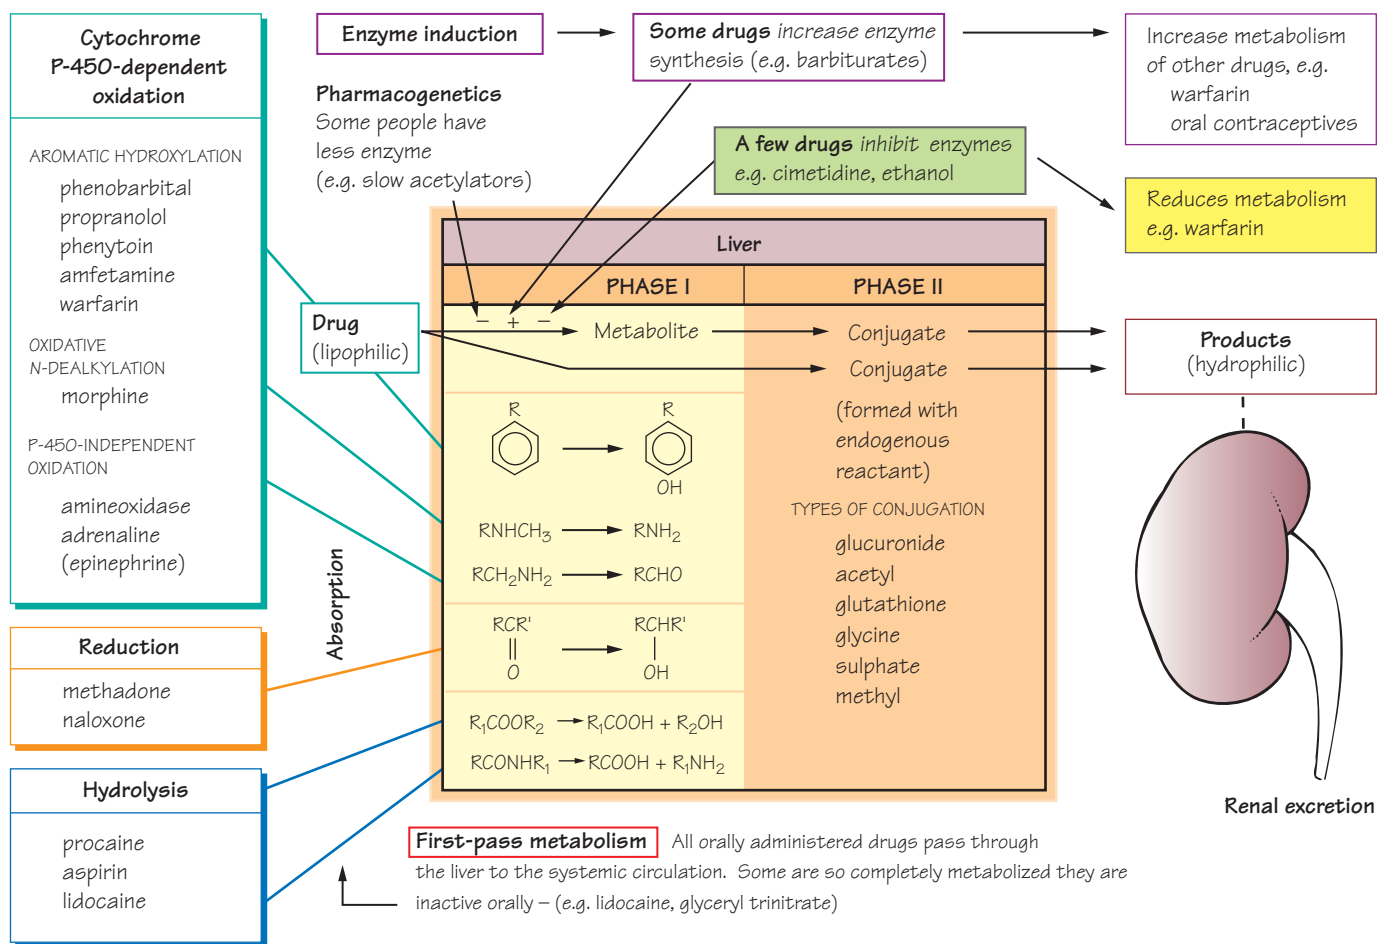 Cytochrome
P-450-dependent
oxidation
AROMATIC HYDROXYLATION
phenobarbital
propranolol
phenytoin
amfetamine
warfarin
OXIDATIVE
N-DEALKYLATION
morphine
P-450-INDEPENDENT
OXIDATION
amineoxidase
adrenaline
(epinephrine)
Reduction
methadone
naloxone
Hydrolysis
procaine
aspirin
lidocaine
Enzyme induction
Some drugs increase enzyme
synthesis (e.g. barbiturates)
Increase metabolism
of other drugs, e.g.
warfarin
oral contraceptives
Pharmacogenetics
Some people have
less enzyme
(e.g. slow acetylators)
A few drugs inhibit enzymes
e.g. cimetidine, ethanol
Reduces metabolism
e.g. warfarin
Drug
(lipophilic)
Absorption
Liver
PHASE I
PHASE II
– + –
Metabolite
Conjugate
Conjugate
(formed with
endogenous
reactant)
TYPES OF CONJUGATION
glucuronide
acetyl
glutathione
glycine
sulphate
methyl
R R
OH
RNHCH₃ → RNH₂
RCH₂NH₂ → RCHO
RCR' RCHR'
O OH
R₁COOR₂ → R₁COOH + R₂OH
RCONHR₁ → RCOOH + R₁NH₂
Products
(hydrophilic)
Renal excretion
First-pass metabolism All orally administered drugs pass through
the liver to the systemic circulation. Some are so completely metabolized they are
inactive orally – (e.g. lidocaine, glyceryl trinitrate)